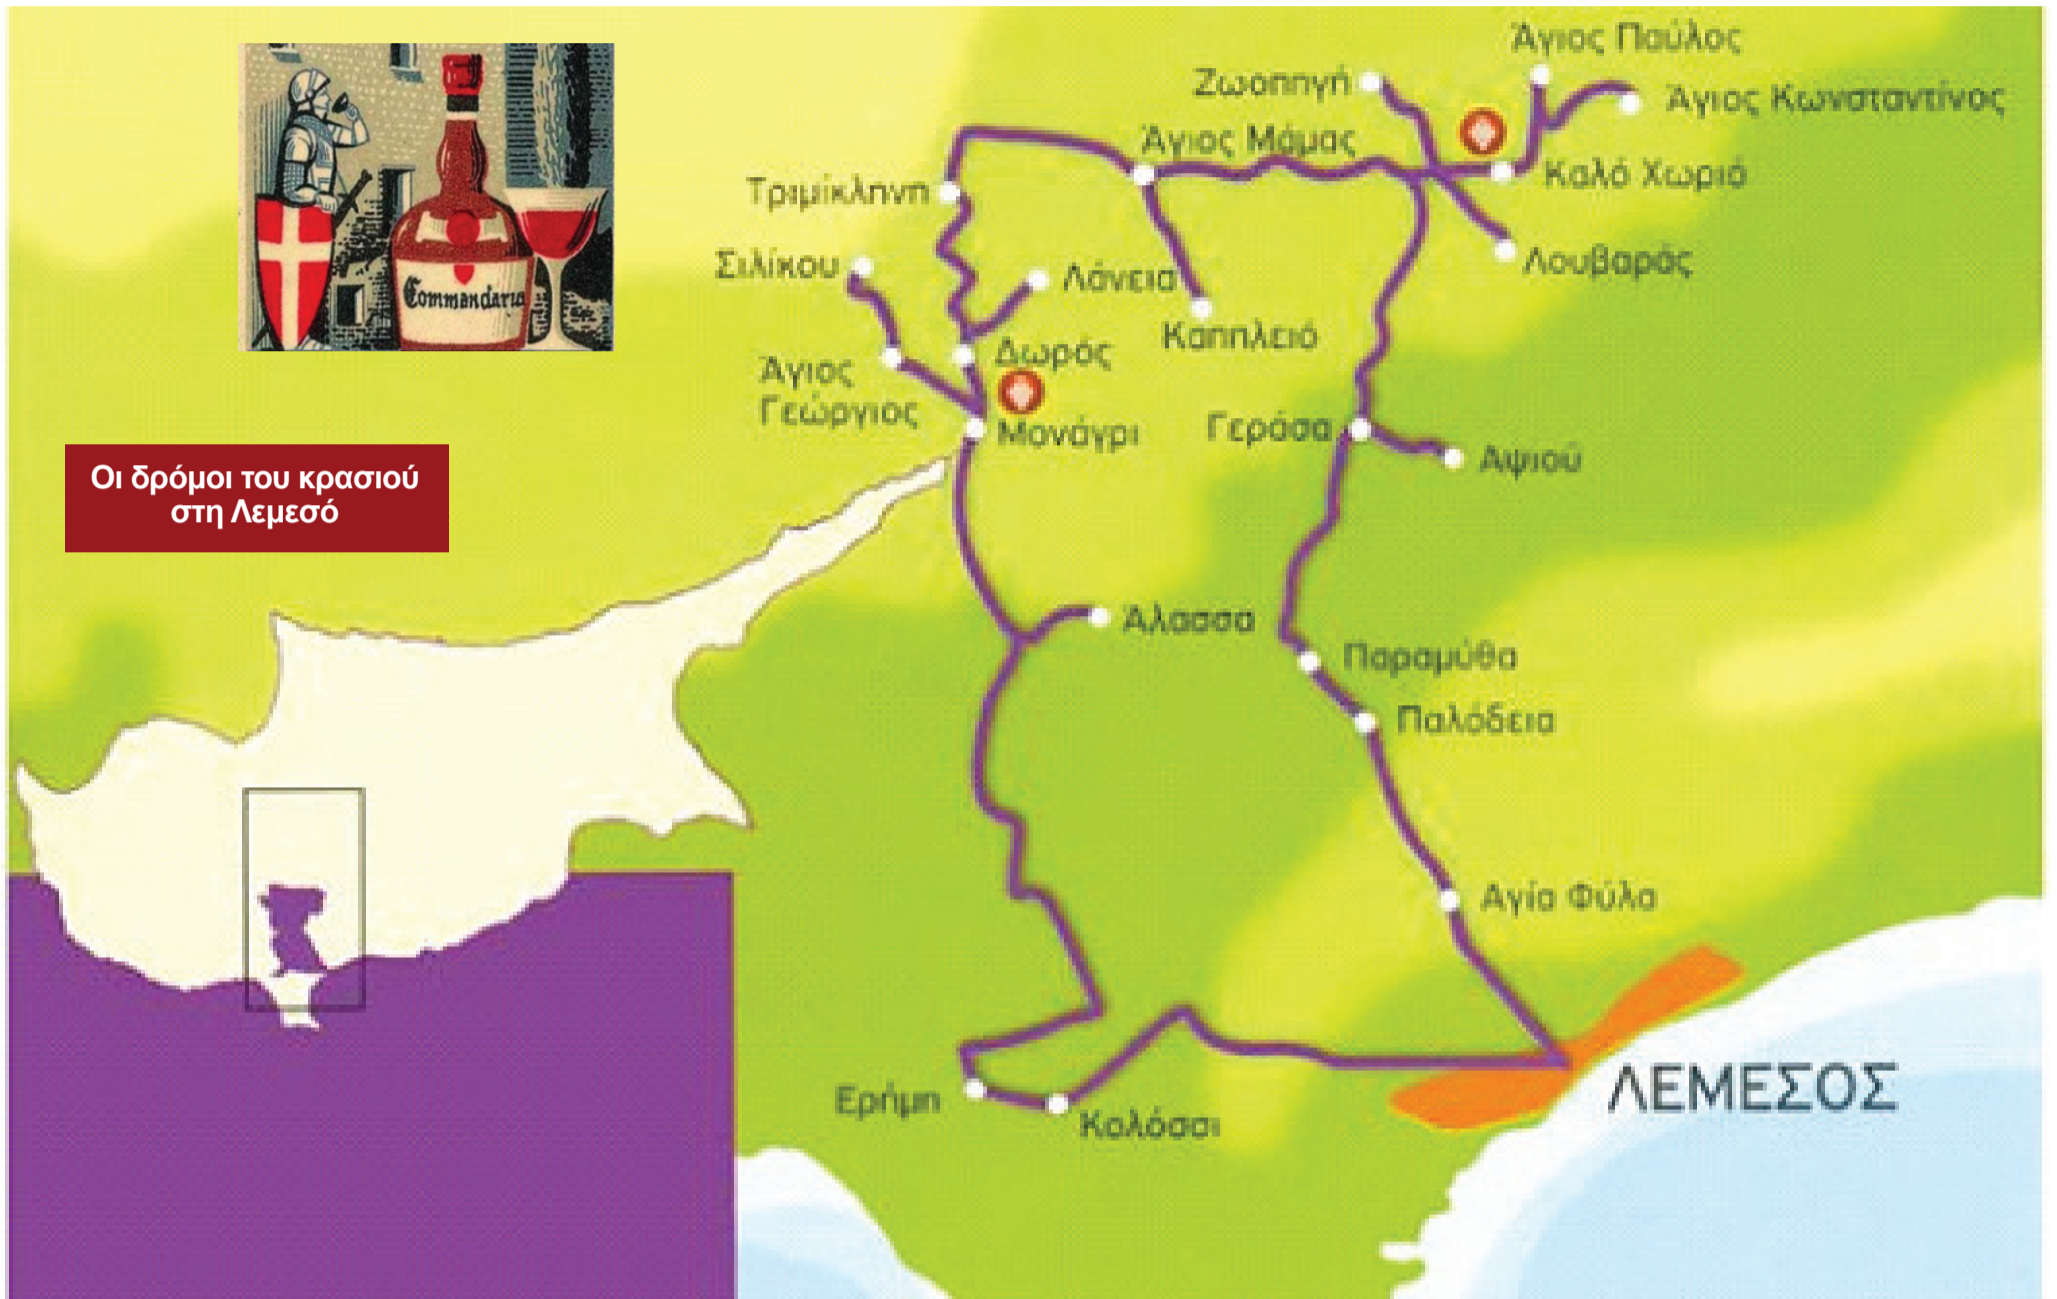 Άγιος Παύλος
Ζωοπηγή
Άγιος Κωνσταντίνος
Άγιος Μάμας
Καλό Χωριό
Τριμίκληνη
Λουβαράς
Σιλίκου
Λάνεια
Commandaria
Καπηλειό
Δωρός
Άγιος
Γεώργιος
Μονάγρι
Γεράσα
Αψιού
Οι δρόμοι του κρασιού
στη Λεμεσό
Άλασσα
Παραμύθα
Παλόδεια
Αγία Φύλα
ΛΕΜΕΣΟΣ
Ερήμη
Κολόσσι